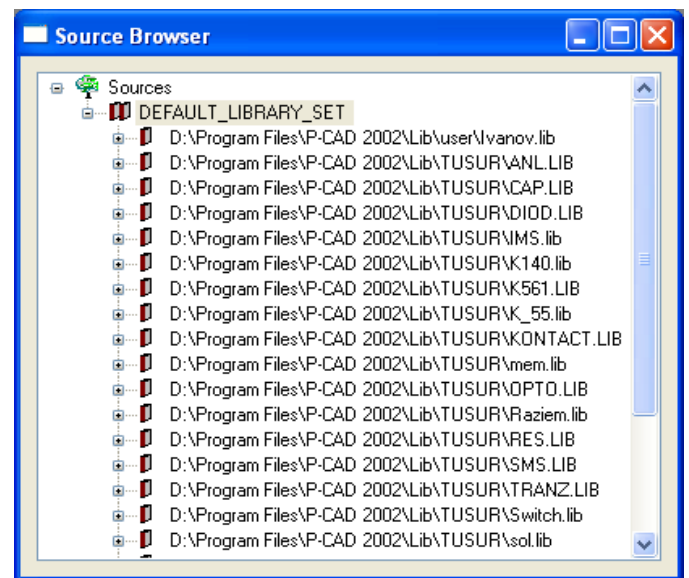 Source Browser
Sources
DEFAULT_LIBRARY_SET
D:\Program Files\P-CAD 2002\Lib\user\Ivanov.lib
D:\Program Files\P-CAD 2002\Lib\TUSUR\ANL.LIB
D:\Program Files\P-CAD 2002\Lib\TUSUR\CAP.LIB
D:\Program Files\P-CAD 2002\Lib\TUSUR\DIOD.LIB
D:\Program Files\P-CAD 2002\Lib\TUSUR\IMS.lib
D:\Program Files\P-CAD 2002\Lib\TUSUR\K140.lib
D:\Program Files\P-CAD 2002\Lib\TUSUR\K561.lib
D:\Program Files\P-CAD 2002\Lib\TUSUR\K_55.lib
D:\Program Files\P-CAD 2002\Lib\TUSUR\KONTACT.LIB
D:\Program Files\P-CAD 2002\Lib\TUSUR\mem.lib
D:\Program Files\P-CAD 2002\Lib\TUSUR\OPTO.LIB
D:\Program Files\P-CAD 2002\Lib\TUSUR\Raziem.lib
D:\Program Files\P-CAD 2002\Lib\TUSUR\RES.LIB
D:\Program Files\P-CAD 2002\Lib\TUSUR\SMS.LIB
D:\Program Files\P-CAD 2002\Lib\TUSUR\TRANZ.LIB
D:\Program Files\P-CAD 2002\Lib\TUSUR\Switch.lib
D:\Program Files\P-CAD 2002\Lib\TUSUR\sol.lib